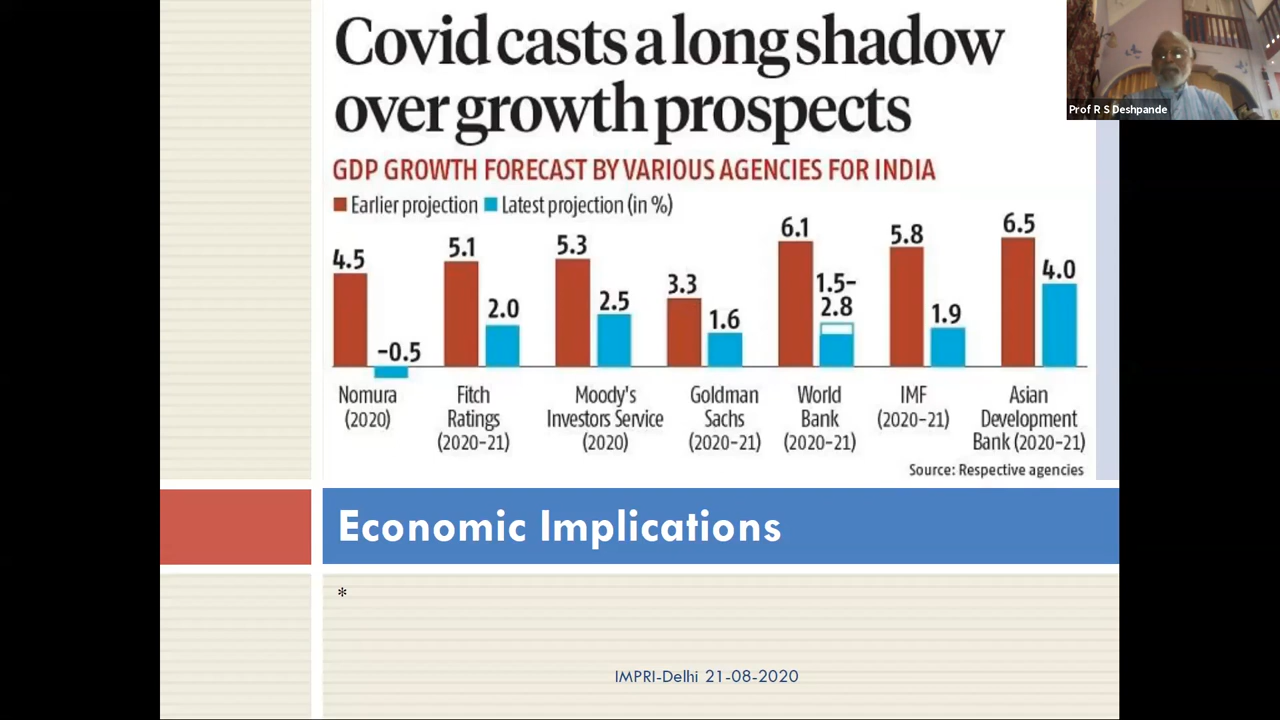 Covid casts a long shadow
over growth prospects
Prof R S Deshpande
GDP GROWTH FORECAST BY VARIOUS AGENCIES FOR INDIA
Earlier projection Latest projection (in %)
4.5 −0.5 5.1 2.0 5.3 2.5 3.3 1.6 6.1 1.5– 5.8 1.9 6.5 4.0
2.8
Nomura Fitch Moody's Goldman World IMF Asian
(2020) Ratings Investors Service Sachs Bank (2020–21) Development
(2020–21) (2020) (2020–21) (2020–21) Bank (2020–21)
Source: Respective agencies
Economic Implications
*
IMPRI-Delhi 21-08-2020